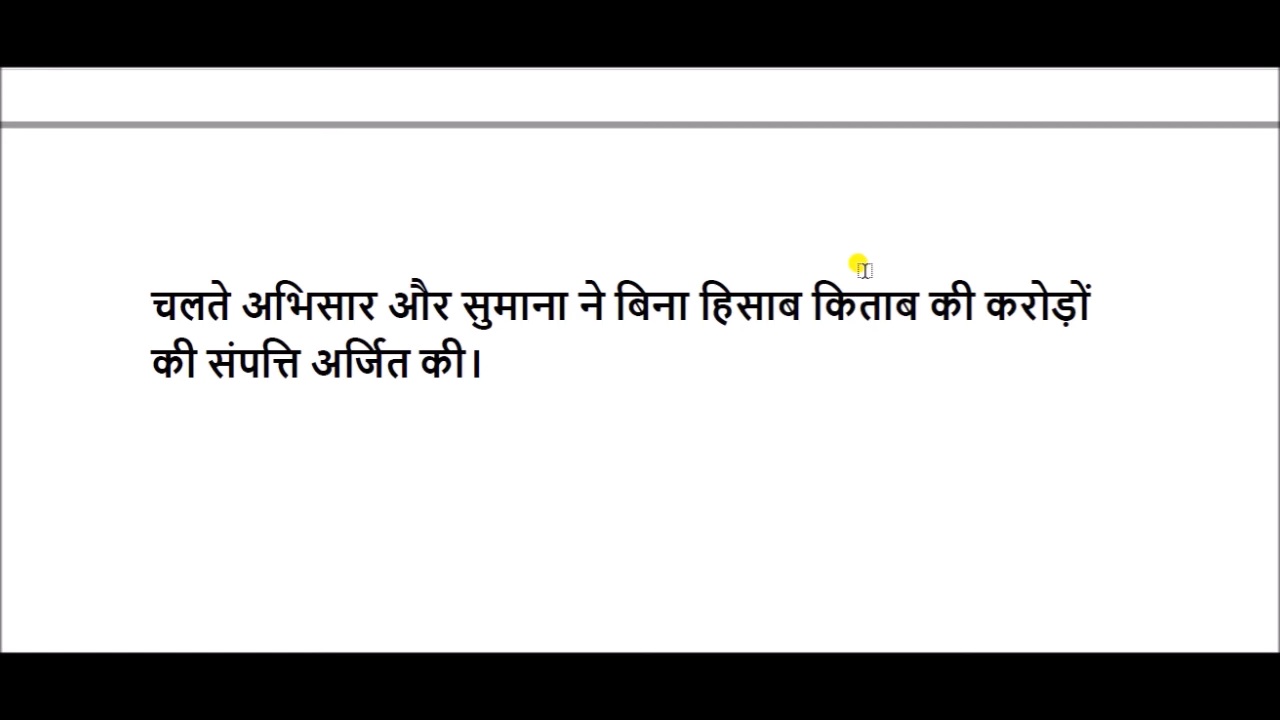 चलते अभिसार और सुमाना ने बिना हिसाब किताब की करोड़ों
की संपत्ति अर्जित की।